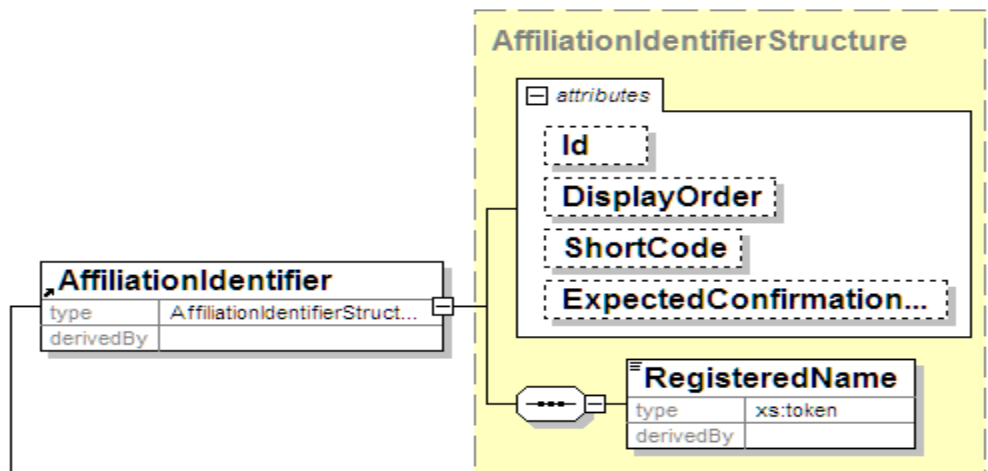 AffiliationIdentifierStructure
attributes
Id
DisplayOrder
ShortCode
ExpectedConfirmation...
AffiliationIdentifier
type AffiliationIdentifierStruct...
derivedBy
RegisteredName
type xs:token
derivedBy